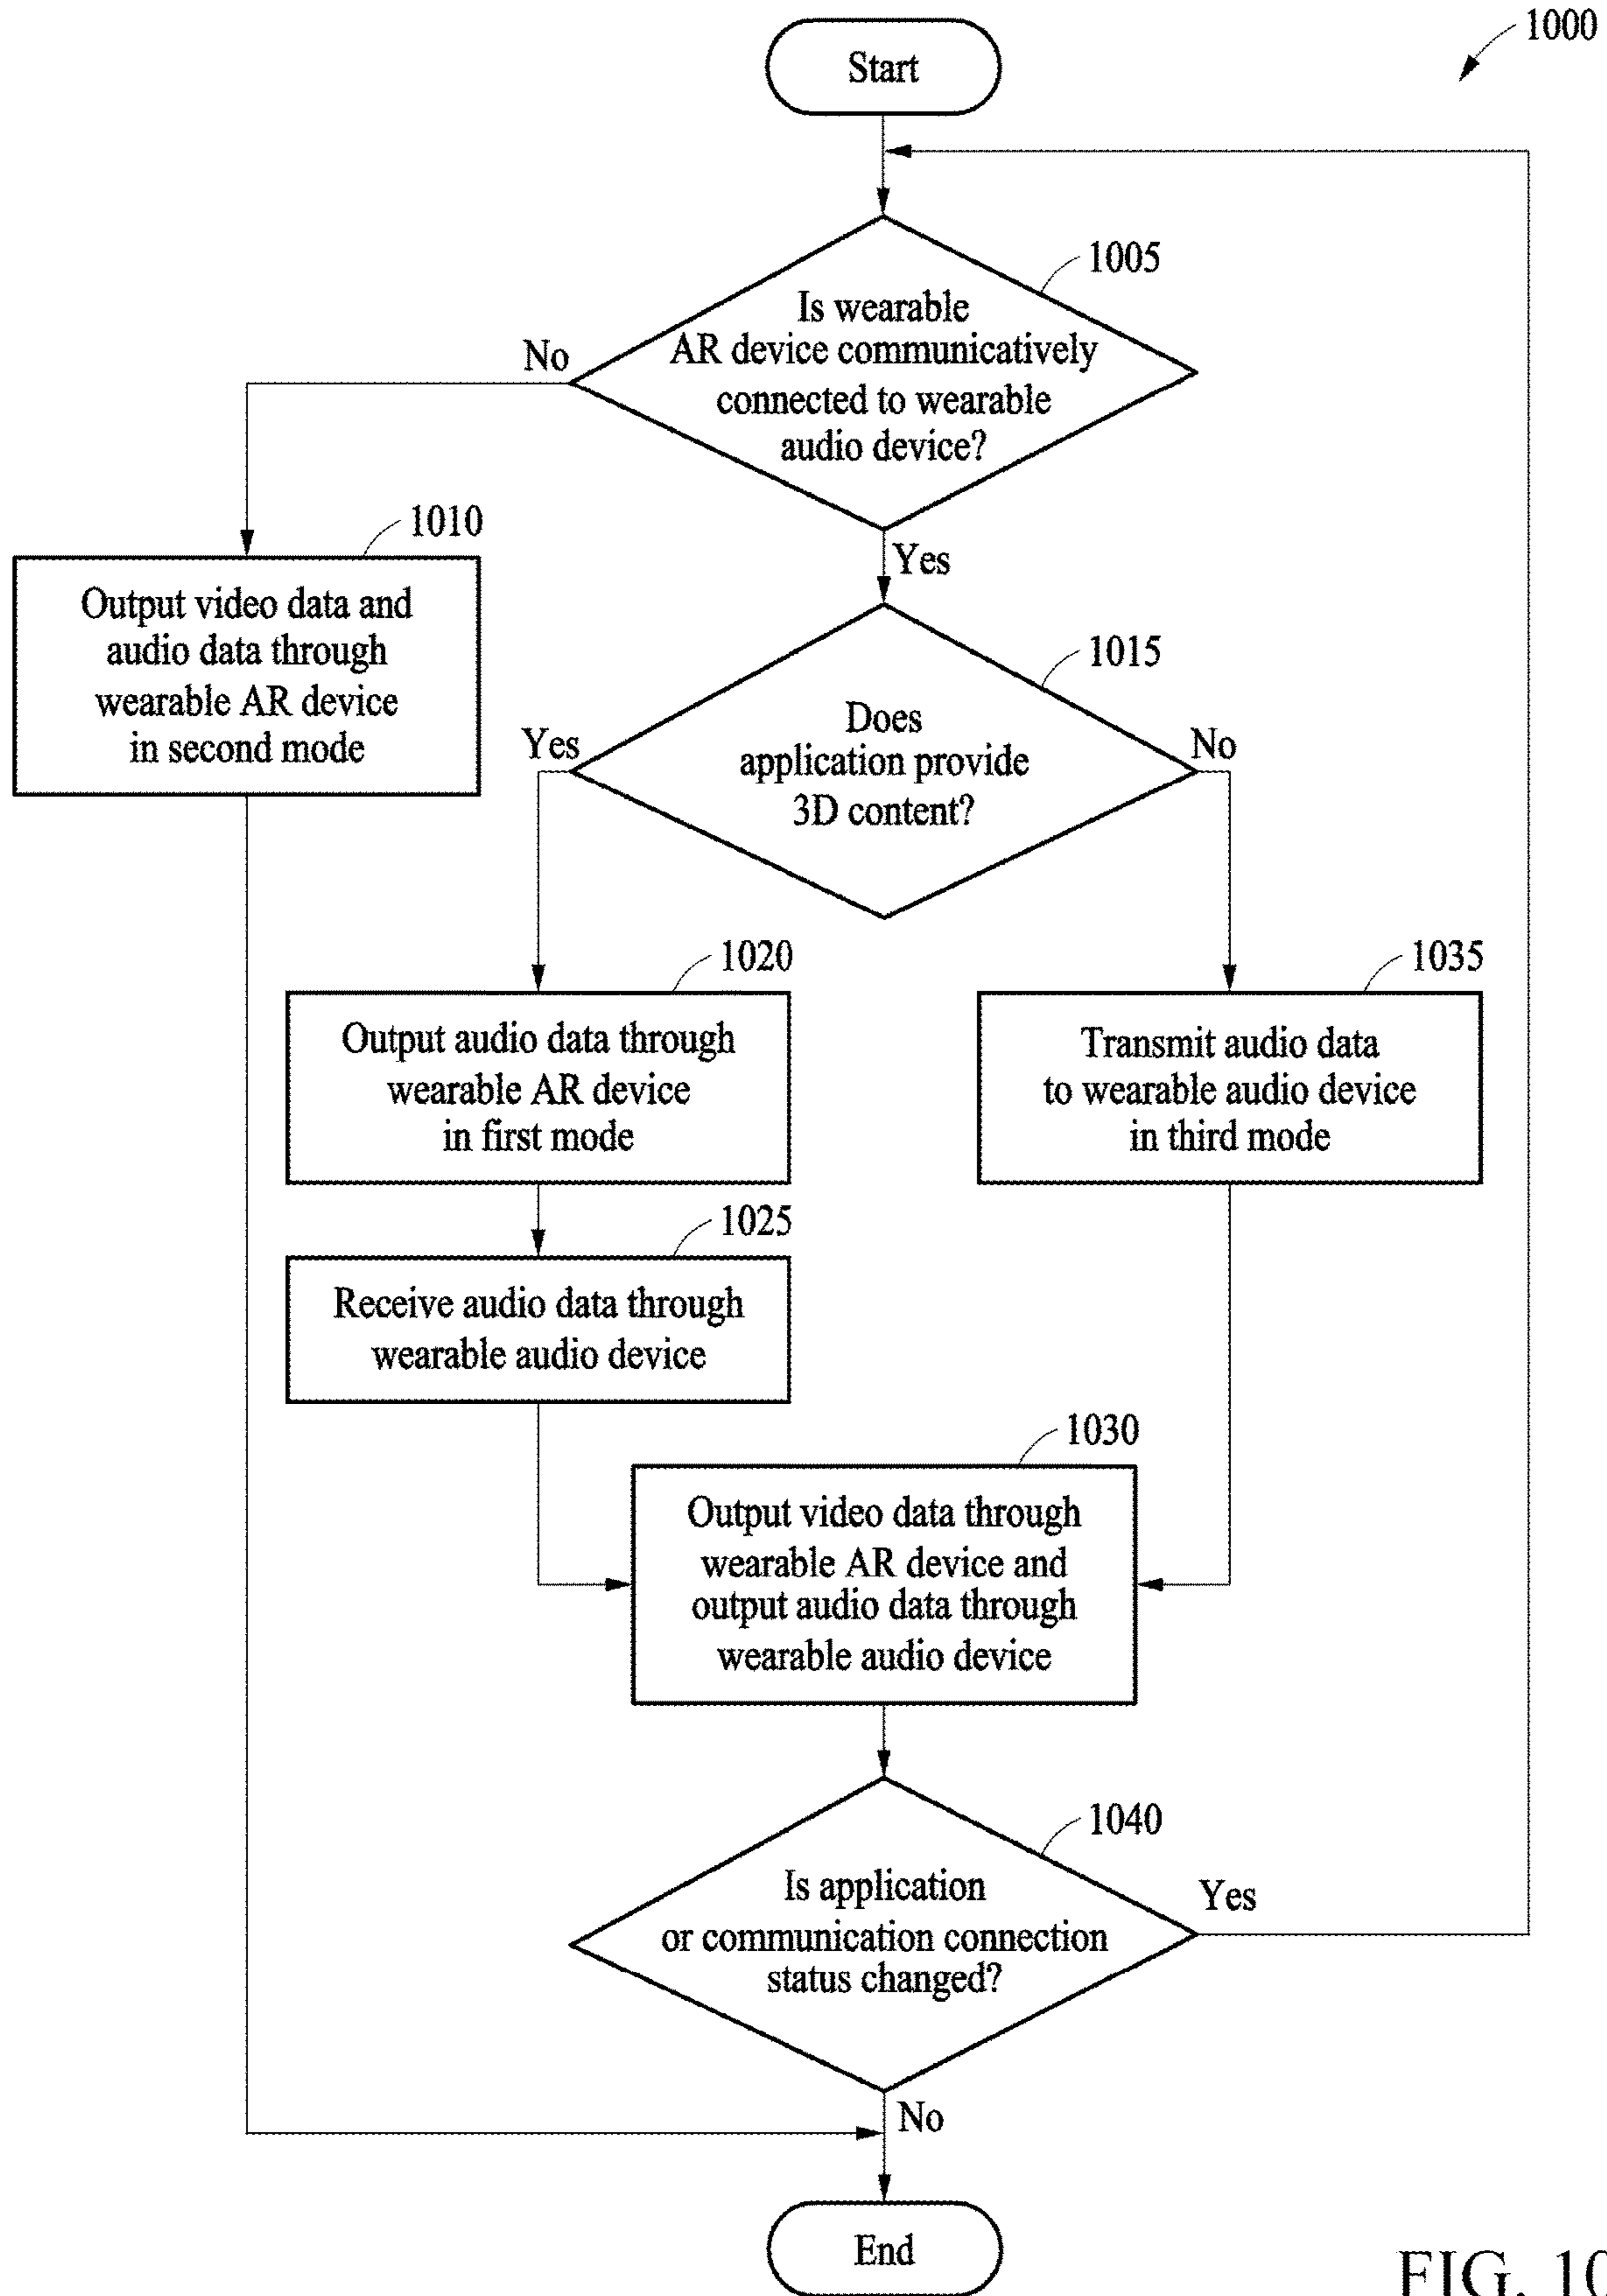 1000
Start
1005
Is wearable
AR device communicatively
connected to wearable
audio device?
No
Yes
1010
Output video data and
audio data through
wearable AR device
in second mode
1015
Does
application provide
3D content?
Yes
No
1020
Output audio data through
wearable AR device
in first mode
1035
Transmit audio data
to wearable audio device
in third mode
1025
Receive audio data through
wearable audio device
1030
Output video data through
wearable AR device and
output audio data through
wearable audio device
1040
Is application
or communication connection
status changed?
Yes
No
End
FIG. 10